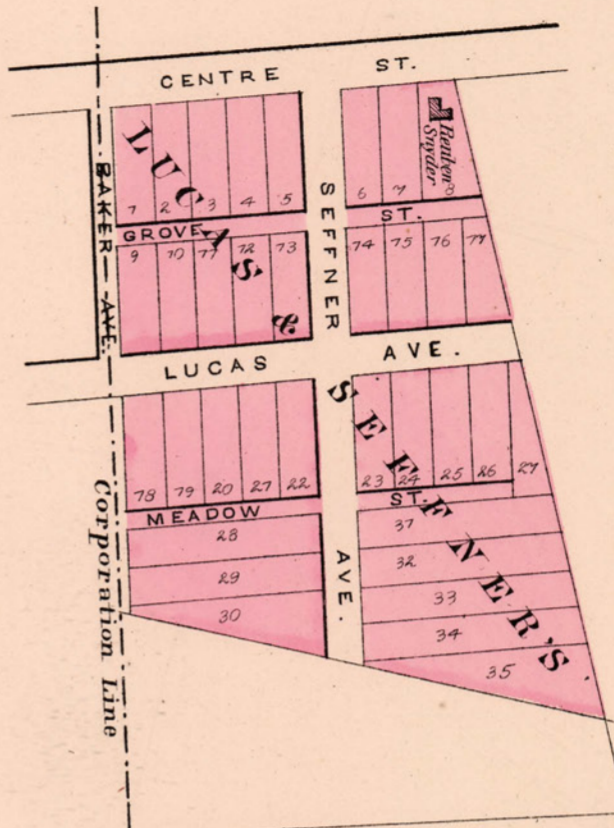 CENTRE ST.
LUCAS &
SEFFNER'S
Reuben
Snyder
1 2 3 4 5
6 7 8
BAKER AVE.
SEFFNER AVE.
GROVE ST.
9 10 11 12 13
14 15 16 17
LUCAS AVE.
18 19 20 21 22
23 24 25 26 27
MEADOW ST.
28
29
30
31
32
33
34
35
Corporation Line